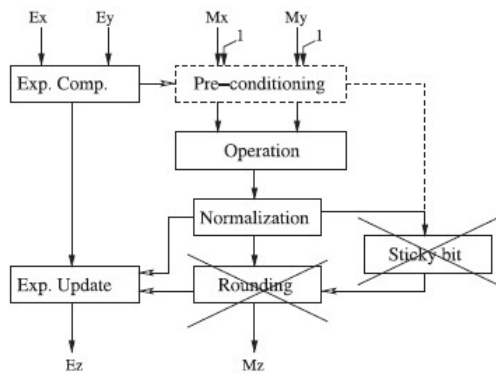 Ex Ey Mx My
1 1
Exp. Comp. Pre-conditioning
Operation
Normalization
Sticky bit
Exp. Update Rounding
Ez Mz